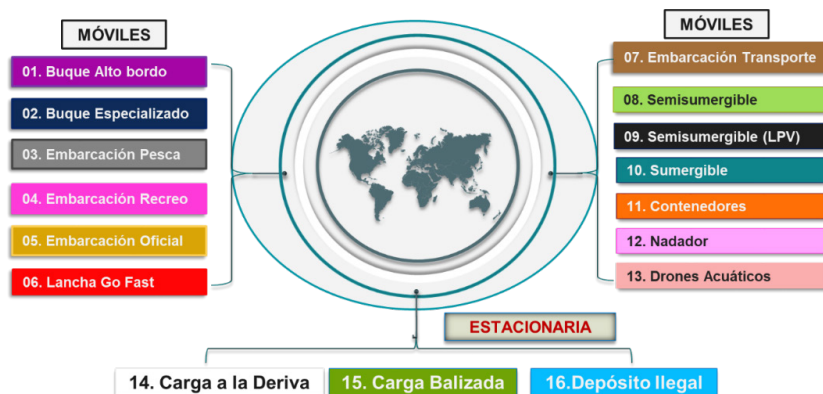 MÓVILES
01. Buque Alto bordo
02. Buque Especializado
03. Embarcación Pesca
04. Embarcación Recreo
05. Embarcación Oficial
06. Lancha Go Fast
MÓVILES
07. Embarcación Transporte
08. Semisumergible
09. Semisumergible (LPV)
10. Sumergible
11. Contenedores
12. Nadador
13. Drones Acuáticos
ESTACIONARIA
14. Carga a la Deriva
15. Carga Balizada
16.Depósito Ilegal